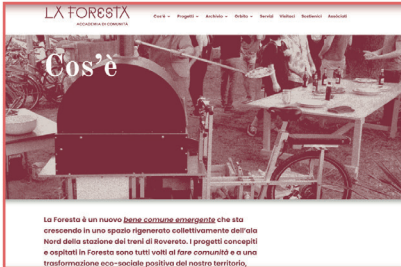 LA FORESTA
ACCADEMIA DI COMUNITÀ
Cos'è Progetti Archivio Orbita Servizi Visitaci Sostienici Associati
Cos'è
La Foresta è un nuovo bene comune emergente che sta
crescendo in uno spazio rigenerato collettivamente dell'ala
Nord della stazione dei treni di Rovereto. I progetti concepiti
e ospitati in Foresta sono tutti volti al fare comunità e a una
trasformazione eco-sociale positiva del nostro territorio,